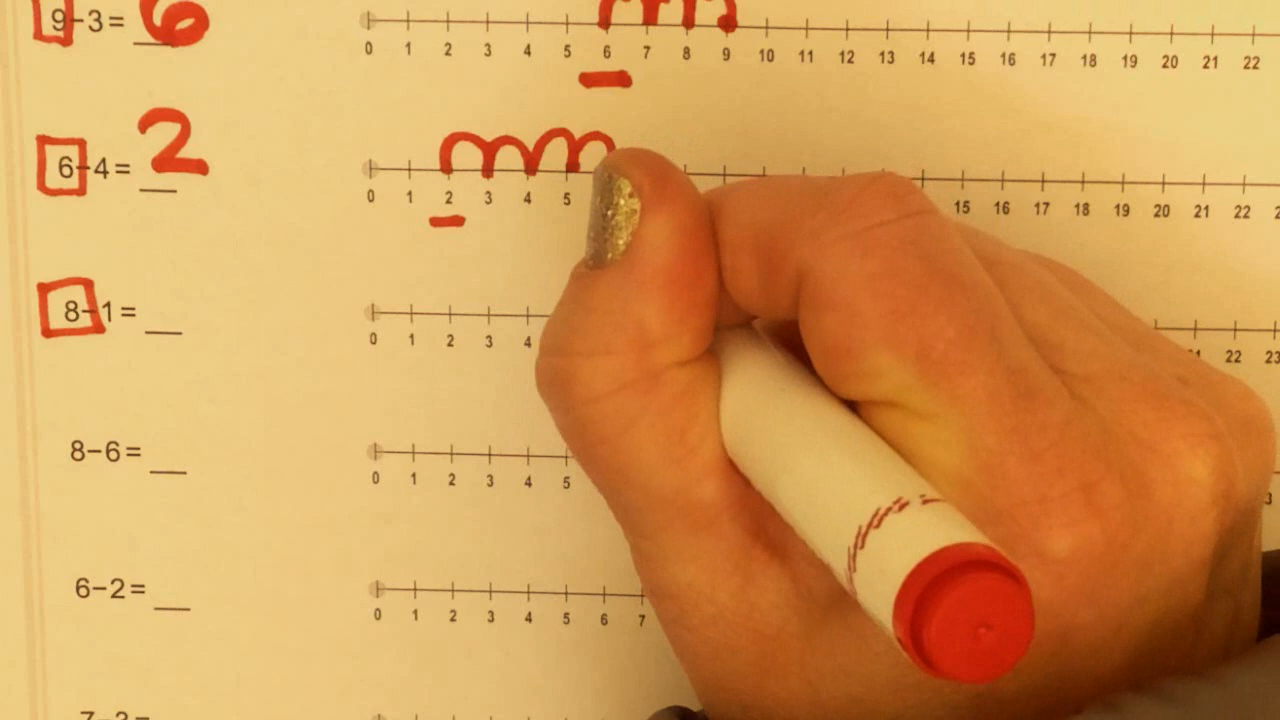 9-3= 6
0 1 2 3 4 5 6 7 8 9 10 11 12 13 14 15 16 17 18 19 20 21 22
6-4= 2
0 1 2 3 4 5 15 16 17 18 19 20 21 22
8-1= __
0 1 2 3 4 22 23
8-6= __
0 1 2 3 4 5
6-2= __
0 1 2 3 4 5 6 7